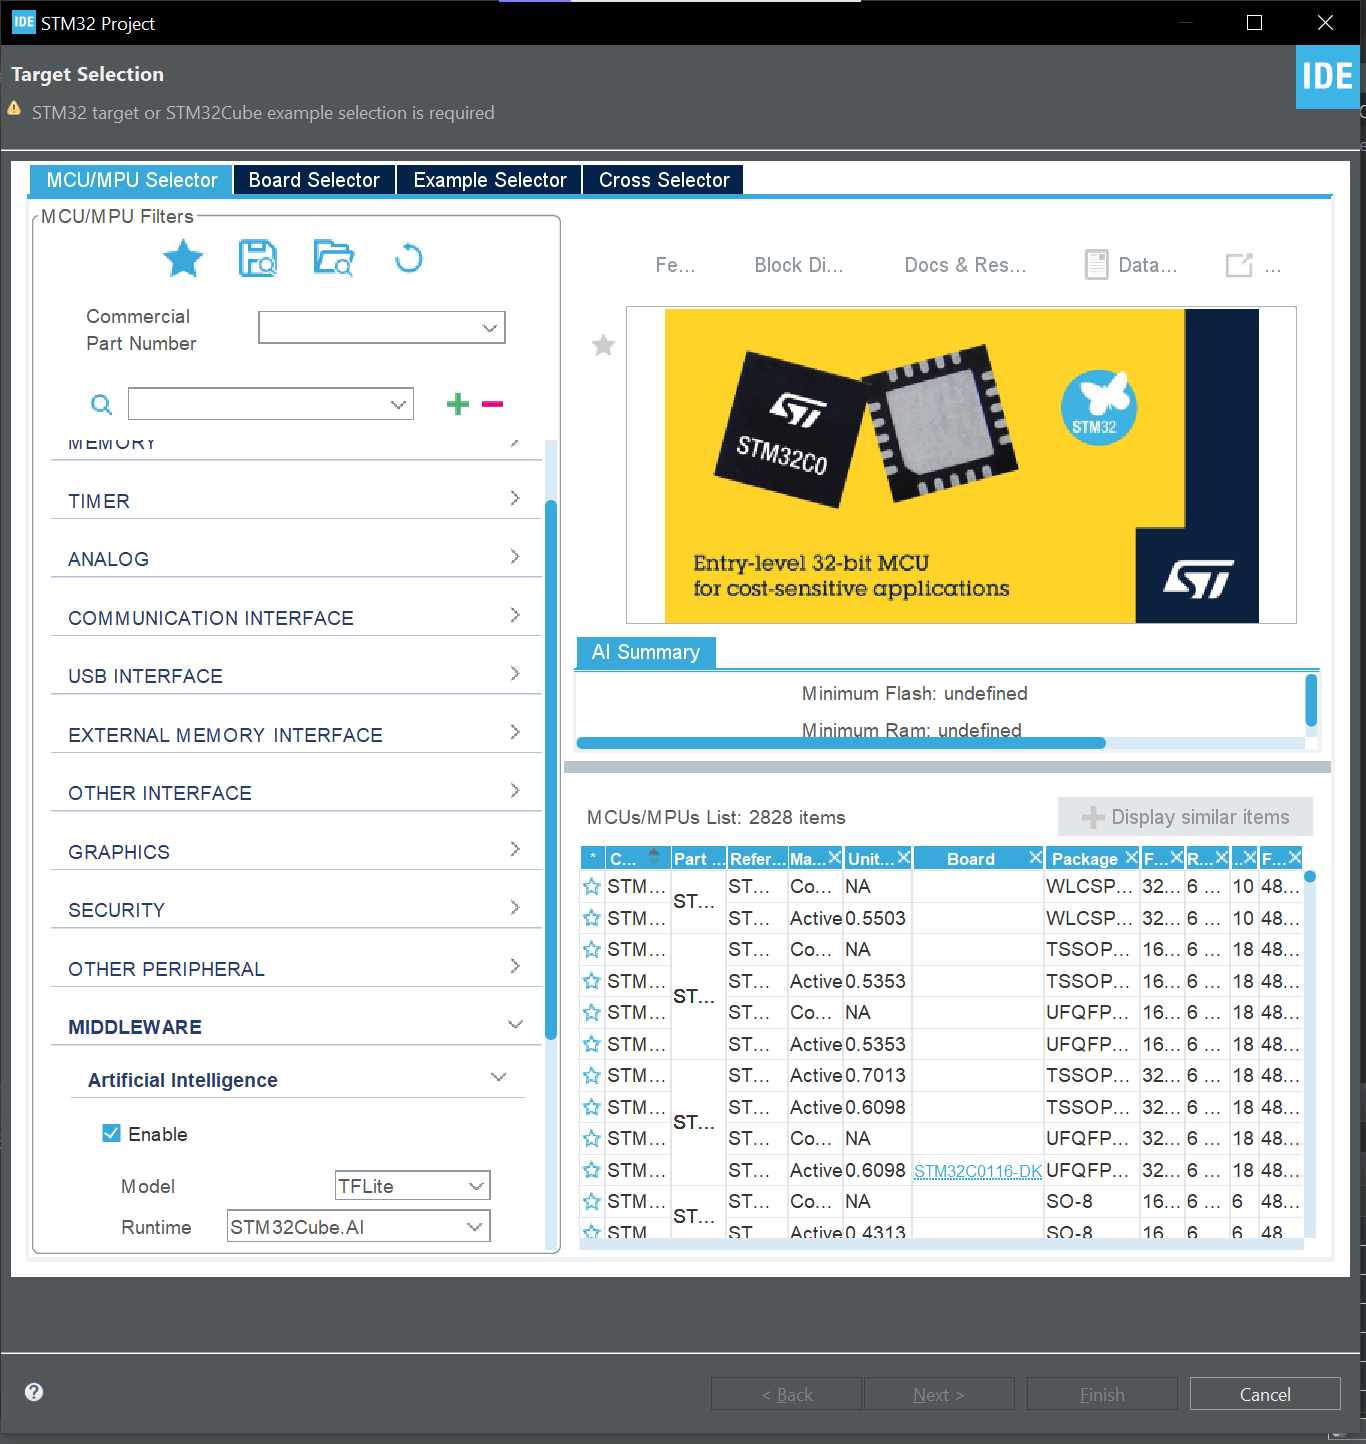 IDE STM32 Project
Target Selection
IDE
STM32 target or STM32Cube example selection is required
MCU/MPU Selector Board Selector Example Selector Cross Selector
MCU/MPU Filters
Commercial
Part Number
MEMORY
TIMER
ANALOG
COMMUNICATION INTERFACE
USB INTERFACE
EXTERNAL MEMORY INTERFACE
OTHER INTERFACE
GRAPHICS
SECURITY
OTHER PERIPHERAL
MIDDLEWARE
Artificial Intelligence
Enable
Model TFLite
Runtime STM32Cube.AI
Fe... Block Di... Docs & Res... Data... ...
ST
STM32C0
STM32
Entry-level 32-bit MCU
for cost-sensitive applications
ST
AI Summary
Minimum Flash: undefined
Minimum Ram: undefined
MCUs/MPUs List: 2828 items
Display similar items
* C... Part ... Refer... Ma... Unit... Board Package F... R... ... F...
STM... ST... ST... Co... NA WLCSP... 32... 6 ... 10 48...
STM... ST... Active 0.5503 WLCSP... 32... 6 ... 10 48...
STM... ST... ST... Co... NA TSSOP... 16... 6 ... 18 48...
STM... ST... Active 0.5353 TSSOP... 16... 6 ... 18 48...
STM... ST... Co... NA UFQFP... 16... 6 ... 18 48...
STM... ST... Active 0.5353 UFQFP... 16... 6 ... 18 48...
STM... ST... ST... Active 0.7013 TSSOP... 32... 6 ... 18 48...
STM... ST... Active 0.6098 TSSOP... 32... 6 ... 18 48...
STM... ST... Co... NA UFQFP... 32... 6 ... 18 48...
STM... ST... Active 0.6098 STM32C0116-DK UFQFP... 32... 6 ... 18 48...
STM... ST... ST... Co... NA SO-8 16... 6 ... 6 48...
STM ST Active 0.4313 SO-8 16 6 6 48
< Back Next > Finish Cancel